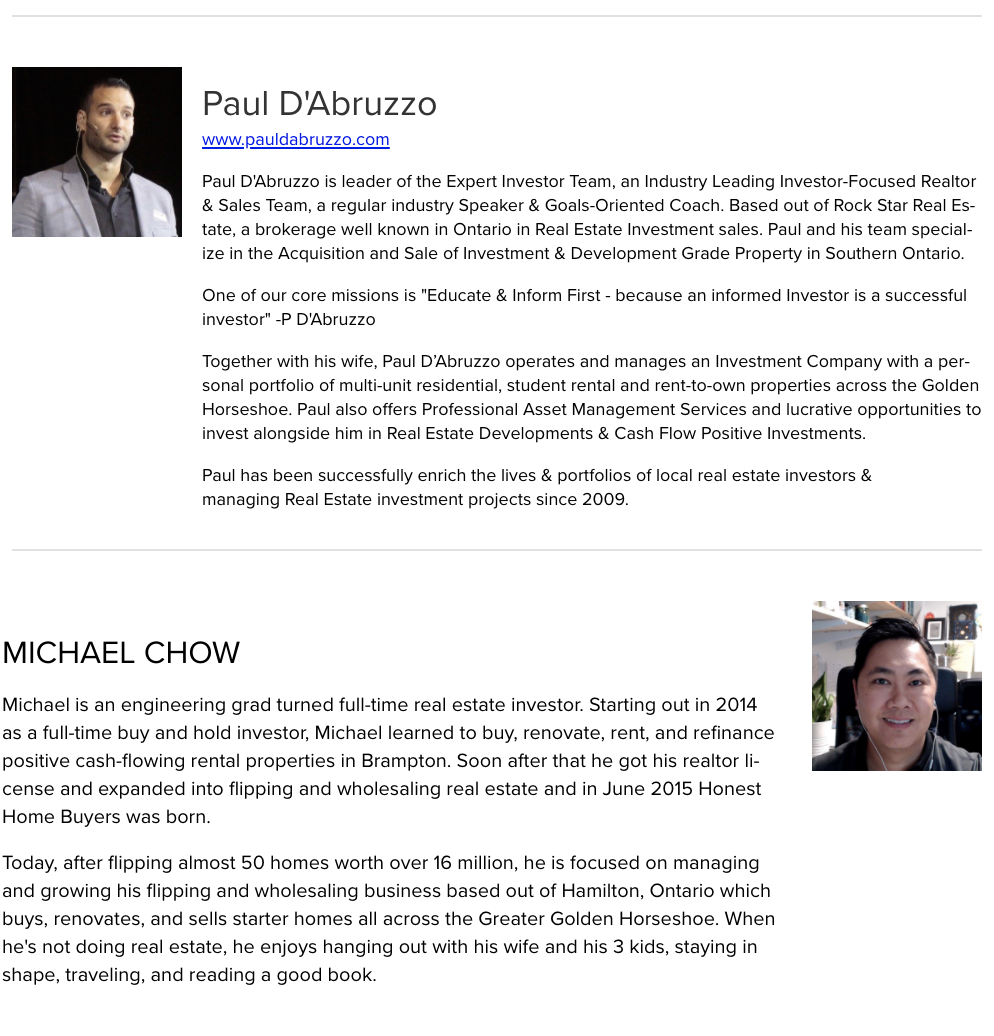 Paul D'Abruzzo
www.pauldabruzzo.com
Paul D'Abruzzo is leader of the Expert Investor Team, an Industry Leading Investor-Focused Realtor
& Sales Team, a regular industry Speaker & Goals-Oriented Coach. Based out of Rock Star Real Es-
tate, a brokerage well known in Ontario in Real Estate Investment sales. Paul and his team special-
ize in the Acquisition and Sale of Investment & Development Grade Property in Southern Ontario.
One of our core missions is "Educate & Inform First - because an informed Investor is a successful
investor" -P D'Abruzzo
Together with his wife, Paul D’Abruzzo operates and manages an Investment Company with a per-
sonal portfolio of multi-unit residential, student rental and rent-to-own properties across the Golden
Horseshoe. Paul also offers Professional Asset Management Services and lucrative opportunities to
invest alongside him in Real Estate Developments & Cash Flow Positive Investments.
Paul has been successfully enrich the lives & portfolios of local real estate investors &
managing Real Estate investment projects since 2009.
MICHAEL CHOW
Michael is an engineering grad turned full-time real estate investor. Starting out in 2014
as a full-time buy and hold investor, Michael learned to buy, renovate, rent, and refinance
positive cash-flowing rental properties in Brampton. Soon after that he got his realtor li-
cense and expanded into flipping and wholesaling real estate and in June 2015 Honest
Home Buyers was born.
Today, after flipping almost 50 homes worth over 16 million, he is focused on managing
and growing his flipping and wholesaling business based out of Hamilton, Ontario which
buys, renovates, and sells starter homes all across the Greater Golden Horseshoe. When
he's not doing real estate, he enjoys hanging out with his wife and his 3 kids, staying in
shape, traveling, and reading a good book.